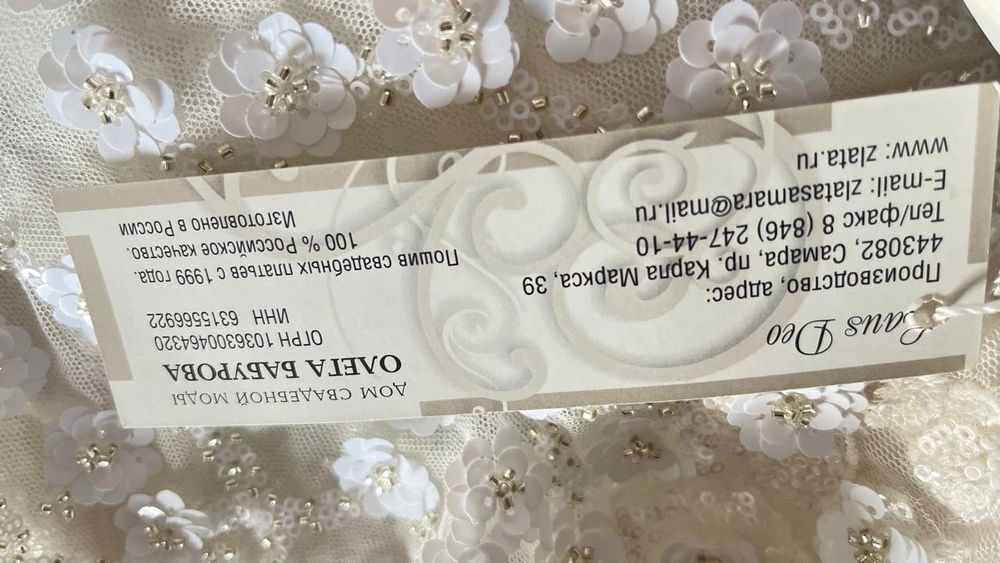 Laus Deo
Производство, адрес:
443082, Самара, пр. Карла Маркса, 39
Тел/факс 8 (846) 247-44-10
E-mail: zlatasamara@mail.ru
www: zlata.ru
ДОМ СВАДЕБНОЙ МОДЫ
ОЛЕГА БАБУРОВА
ОГРН 1036300464320
ИНН 6315566922
Пошив свадебных платьев с 1999 года.
100 % Российское качество.
Изготовлено в России